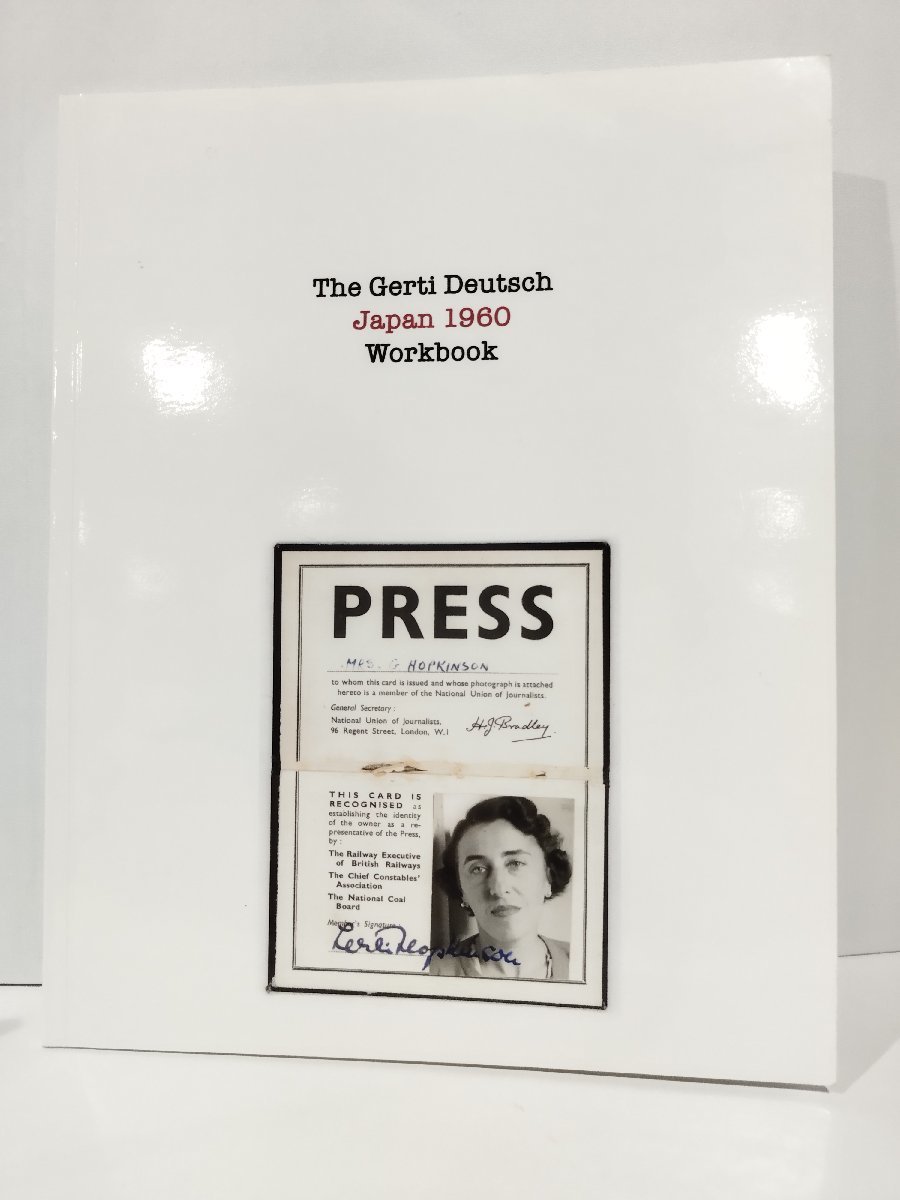 The Gerti Deutsch
Japan 1960
Workbook
PRESS
MRS. G HOPKINSON
to whom this card is issued and whose photograph is attached
hereto is a member of the National Union of Journalists.
General Secretary :
National Union of Journalists,
96 Regent Street, London, W.1
H.J. Bradley.
THIS CARD IS
RECOGNISED as
establishing the identity
of the owner as a re-
presentative of the Press,
by :
The Railway Executive
of British Railways
The Chief Constables'
Association
The National Coal
Board
Member's Signature :
Gerti Hopkinson